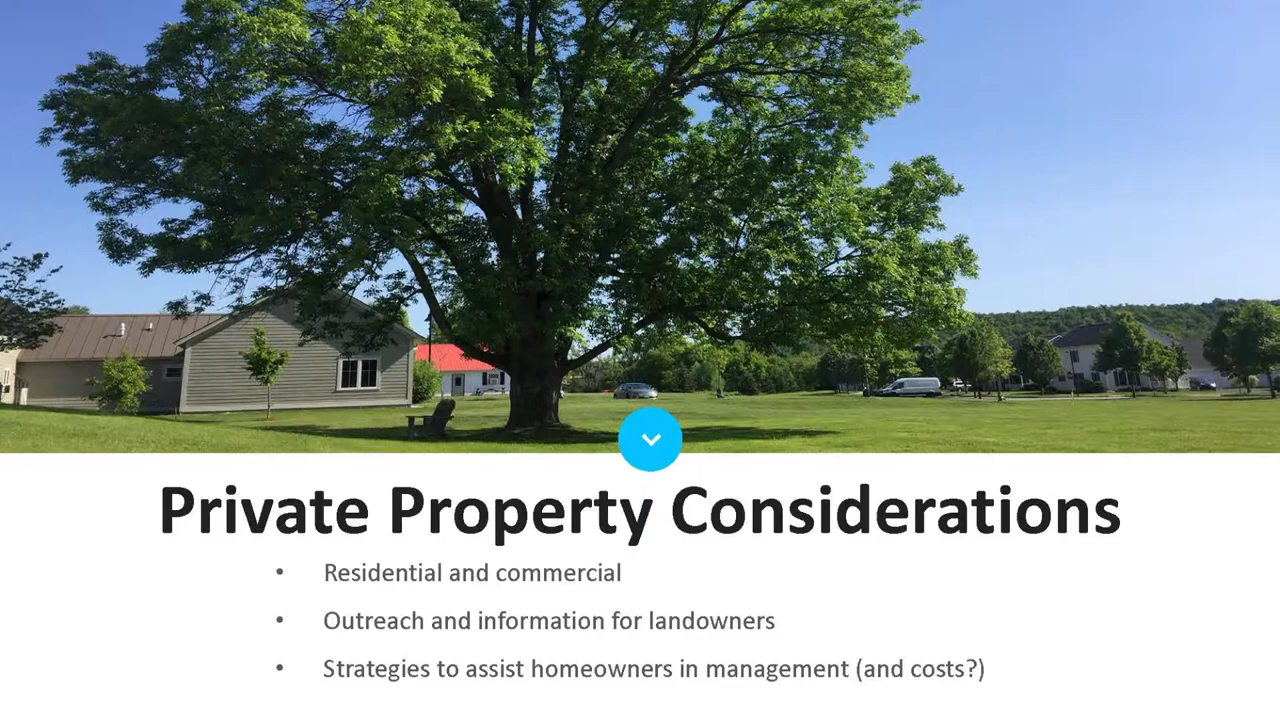 Private Property Considerations
• Residential and commercial
• Outreach and information for landowners
• Strategies to assist homeowners in management (and costs?)